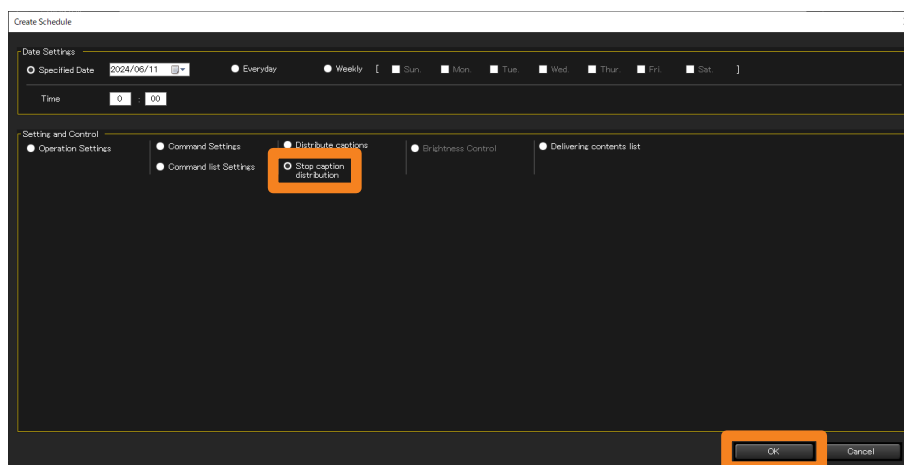 Create Schedule
Date Settings
Specified Date 2024/06/11 Everyday Weekly [ Sun. Mon. Tue. Wed. Thur. Fri. Sat. ]
Time 0 : 00
Setting and Control
Operation Settings Command Settings Distribute captions Brightness Control Delivering contents list
Command list Settings Stop caption
distribution
OK Cancel